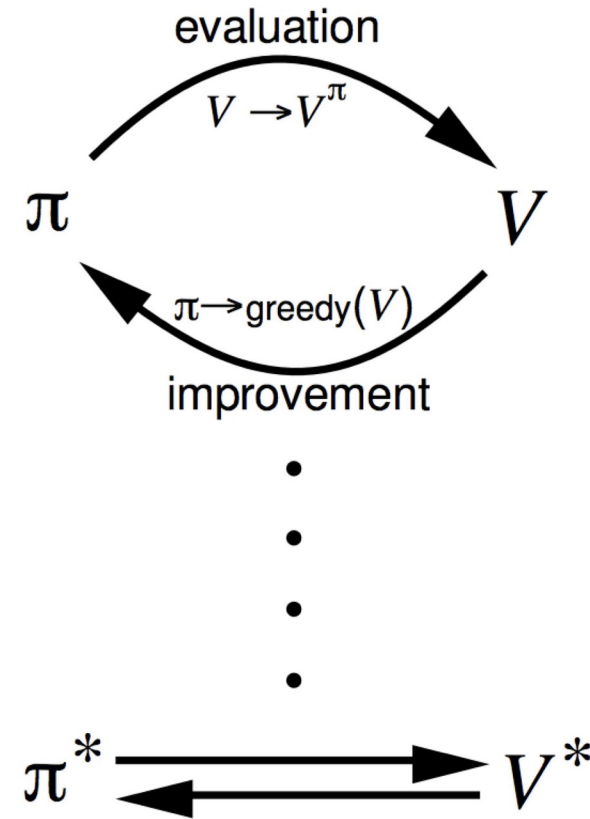 evaluation
V → V^π
π V
π→greedy(V)
improvement
π* V*